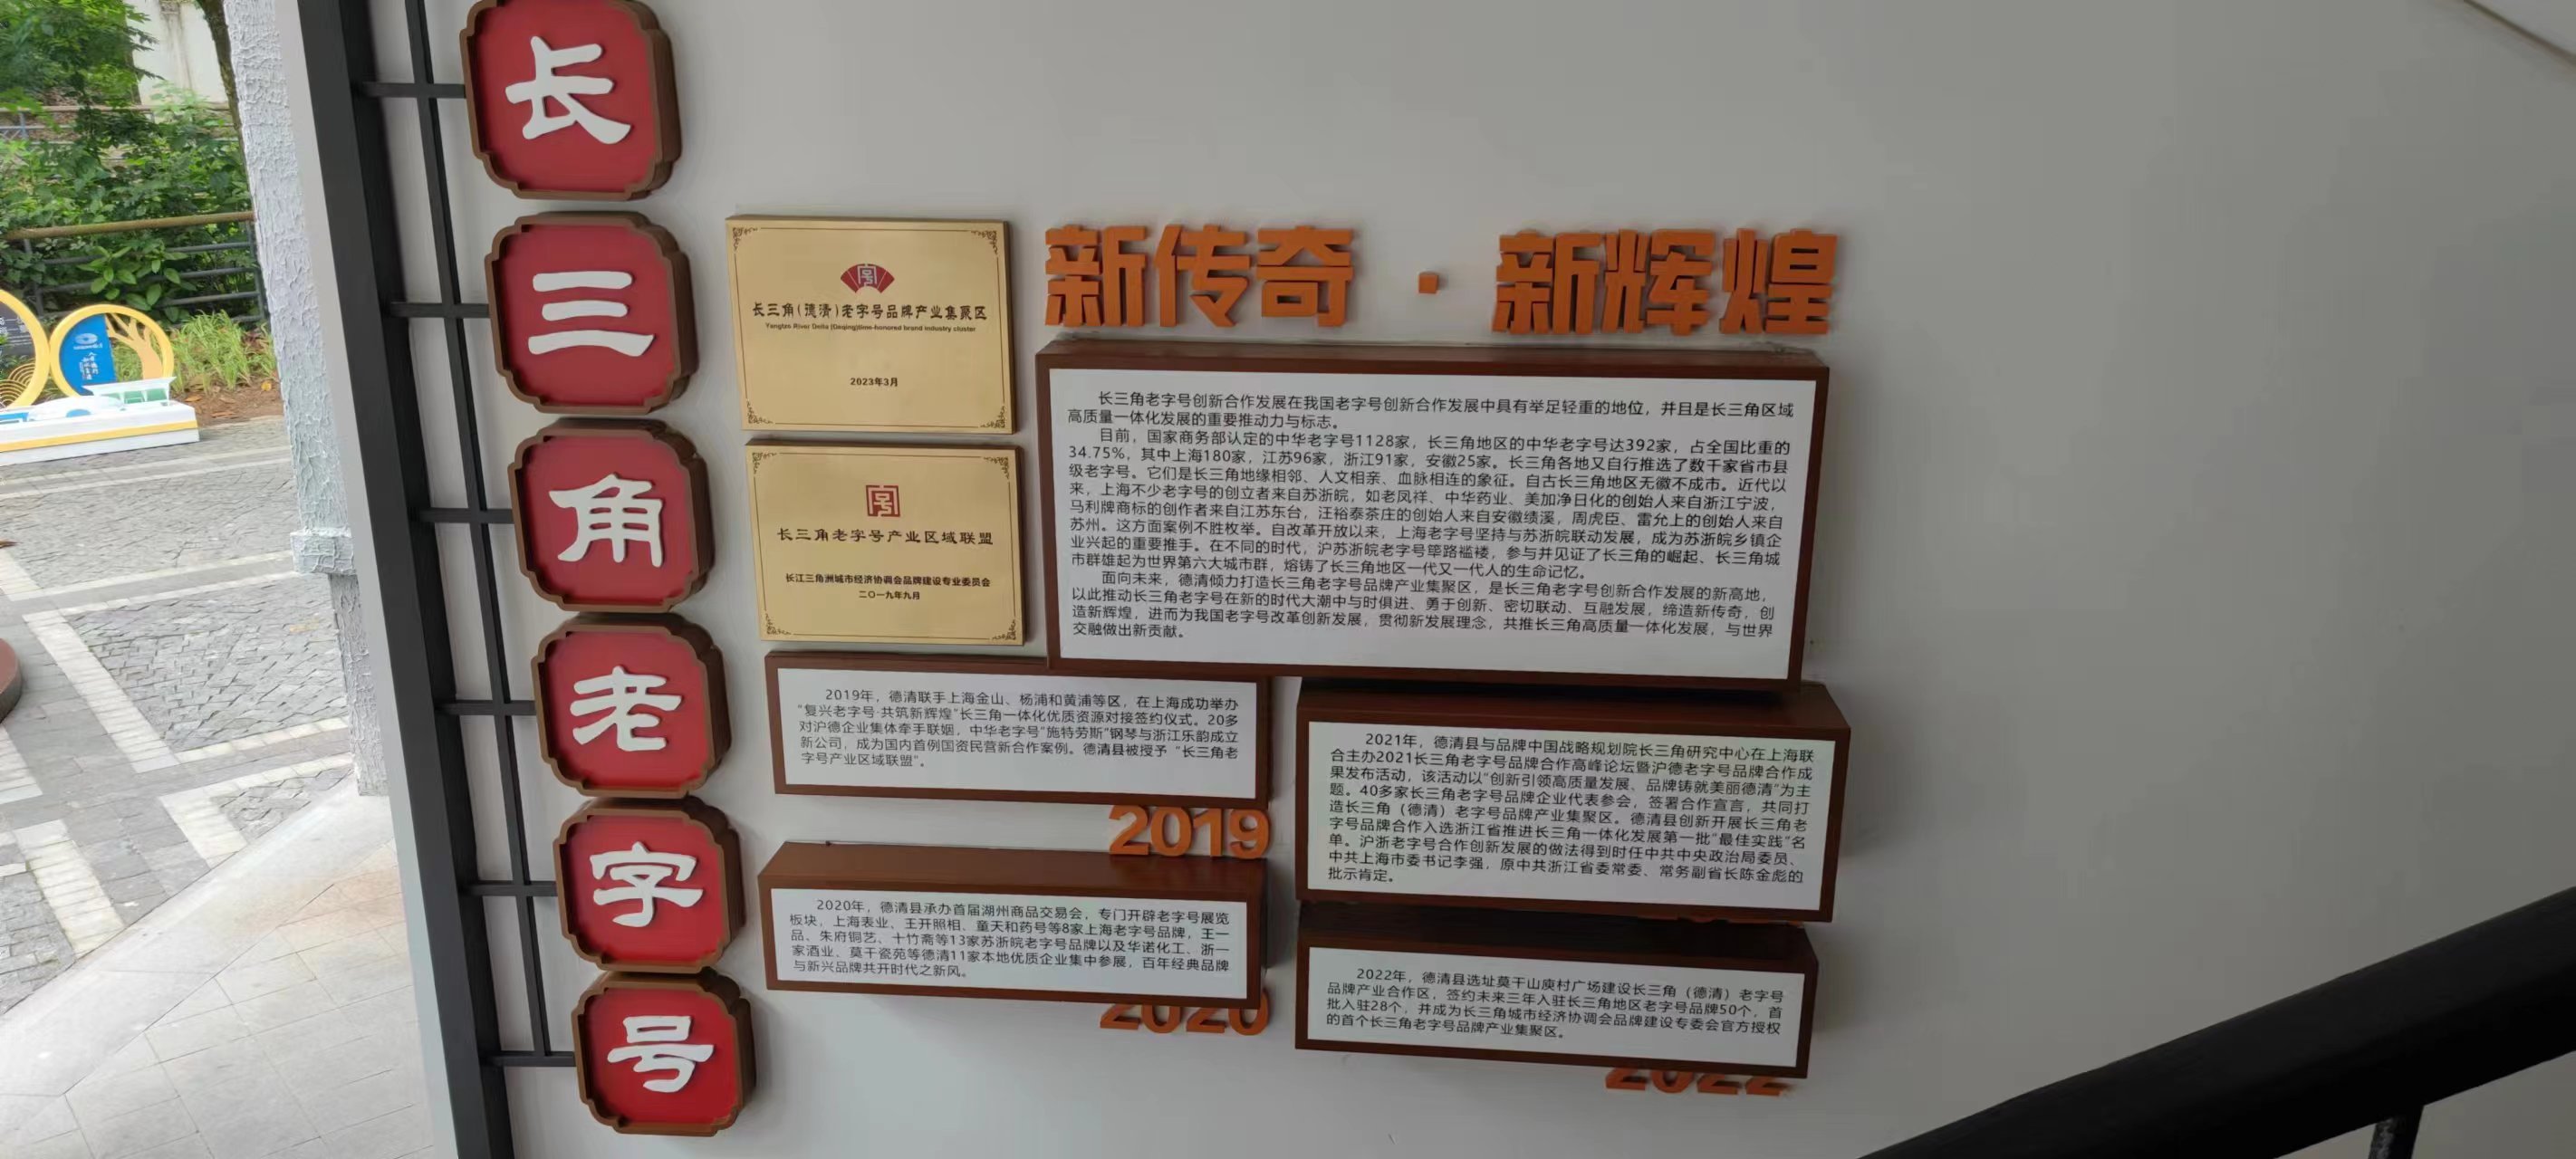 长
三
角
老
字
号
长三角(德清)老字号品牌产业集聚区
Yangtze River Delta (Deqing)time-honored brand industry cluster
2023年3月
长三角老字号产业区域联盟
长江三角洲城市经济协调会品牌建设专业委员会
二〇一九年九月
新传奇·新辉煌
长三角老字号创新合作发展在我国老字号创新合作发展中具有举足轻重的地位，并且是长三角区域
高质量一体化发展的重要推动力与标志。
目前，国家商务部认定的中华老字号1128家，长三角地区的中华老字号达392家，占全国比重的
34.75%，其中上海180家，江苏96家，浙江91家，安徽25家。长三角各地又自行推选了数千家省市县
级老字号。它们是长三角地缘相邻、人文相亲、血脉相连的象征。自古长三角地区无徽不成市。近代以
来，上海不少老字号的创立者来自苏浙皖，如老凤祥、中华药业、美加净日化的创始人来自浙江宁波，
马利牌商标的创作者来自江苏东台，汪裕泰茶庄的创始人来自安徽绩溪，周虎臣、雷允上的创始人来自
苏州。这方面案例不胜枚举。自改革开放以来，上海老字号坚持与苏浙皖联动发展，成为苏浙皖乡镇企
业兴起的重要推手。在不同的时代，沪苏浙皖老字号筚路褴褛，参与并见证了长三角的崛起、长三角城
市群雄起为世界第六大城市群，熔铸了长三角地区一代又一代人的生命记忆。
面向未来，德清倾力打造长三角老字号品牌产业集聚区，是长三角老字号创新合作发展的新高地，
以此推动长三角老字号在新的时代大潮中与时俱进、勇于创新、密切联动、互融发展，缔造新传奇，创
造新辉煌，进而为我国老字号改革创新发展，贯彻新发展理念，共推长三角高质量一体化发展，与世界
交融做出新贡献。
2019年，德清联手上海金山、杨浦和黄浦等区，在上海成功举办
“复兴老字号·共筑新辉煌”长三角一体化优质资源对接签约仪式。20多
对沪德企业集体牵手联姻，中华老字号“施特劳斯”钢琴与浙江乐韵成立
新公司，成为国内首例国资民营新合作案例。德清县被授予 “长三角老
字号产业区域联盟”。
2019
2020年，德清县承办首届湖州商品交易会，专门开辟老字号展览
板块，上海表业、王开照相、童天和药号等8家上海老字号品牌，王一
品、朱府铜艺、十竹斋等13家苏浙皖老字号品牌以及华诺化工、浙一
家酒业、莫干瓷苑等德清11家本地优质企业集中参展，百年经典品牌
与新兴品牌共开时代之新风。
2020
2021年，德清县与品牌中国战略规划院长三角研究中心在上海联
合主办2021长三角老字号品牌合作高峰论坛暨沪德老字号品牌合作成
果发布活动，该活动以“创新引领高质量发展、品牌铸就美丽德清”为主
题。40多家长三角老字号品牌企业代表参会，签署合作宣言，共同打
造长三角（德清）老字号品牌产业集聚区。德清县创新开展长三角老
字号品牌合作入选浙江省推进长三角一体化发展第一批“最佳实践”名
单。沪浙老字号合作创新发展的做法得到时任中共中央政治局委员、
中共上海市委书记李强，原中共浙江省委常委、常务副省长陈金彪的
批示肯定。
2022年，德清县选址莫干山庾村广场建设长三角（德清）老字号
品牌产业合作区，签约未来三年入驻长三角地区老字号品牌50个，首
批入驻28个，并成为长三角城市经济协调会品牌建设专委会官方授权
的首个长三角老字号品牌产业集聚区。
2022